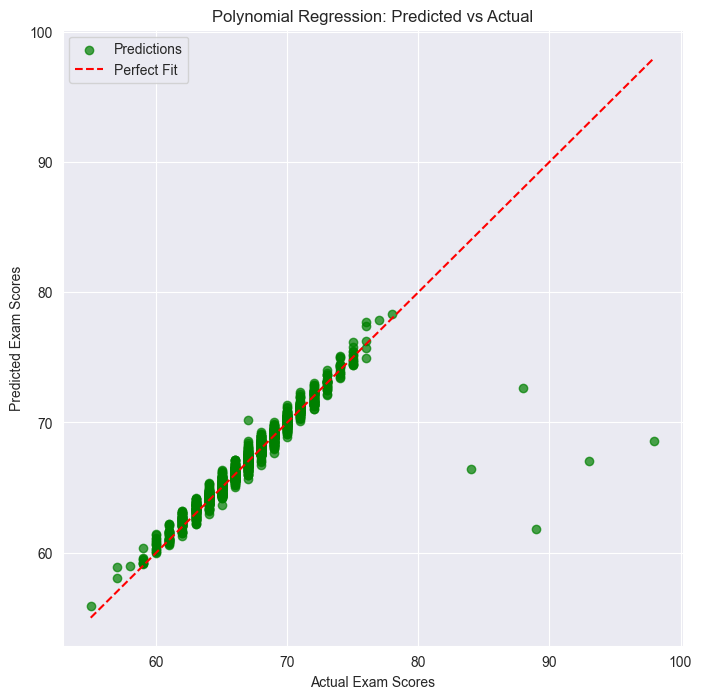 Polynomial Regression: Predicted vs Actual
Predictions
Perfect Fit
Predicted Exam Scores
100
90
80
70
60
60 70 80 90 100
Actual Exam Scores